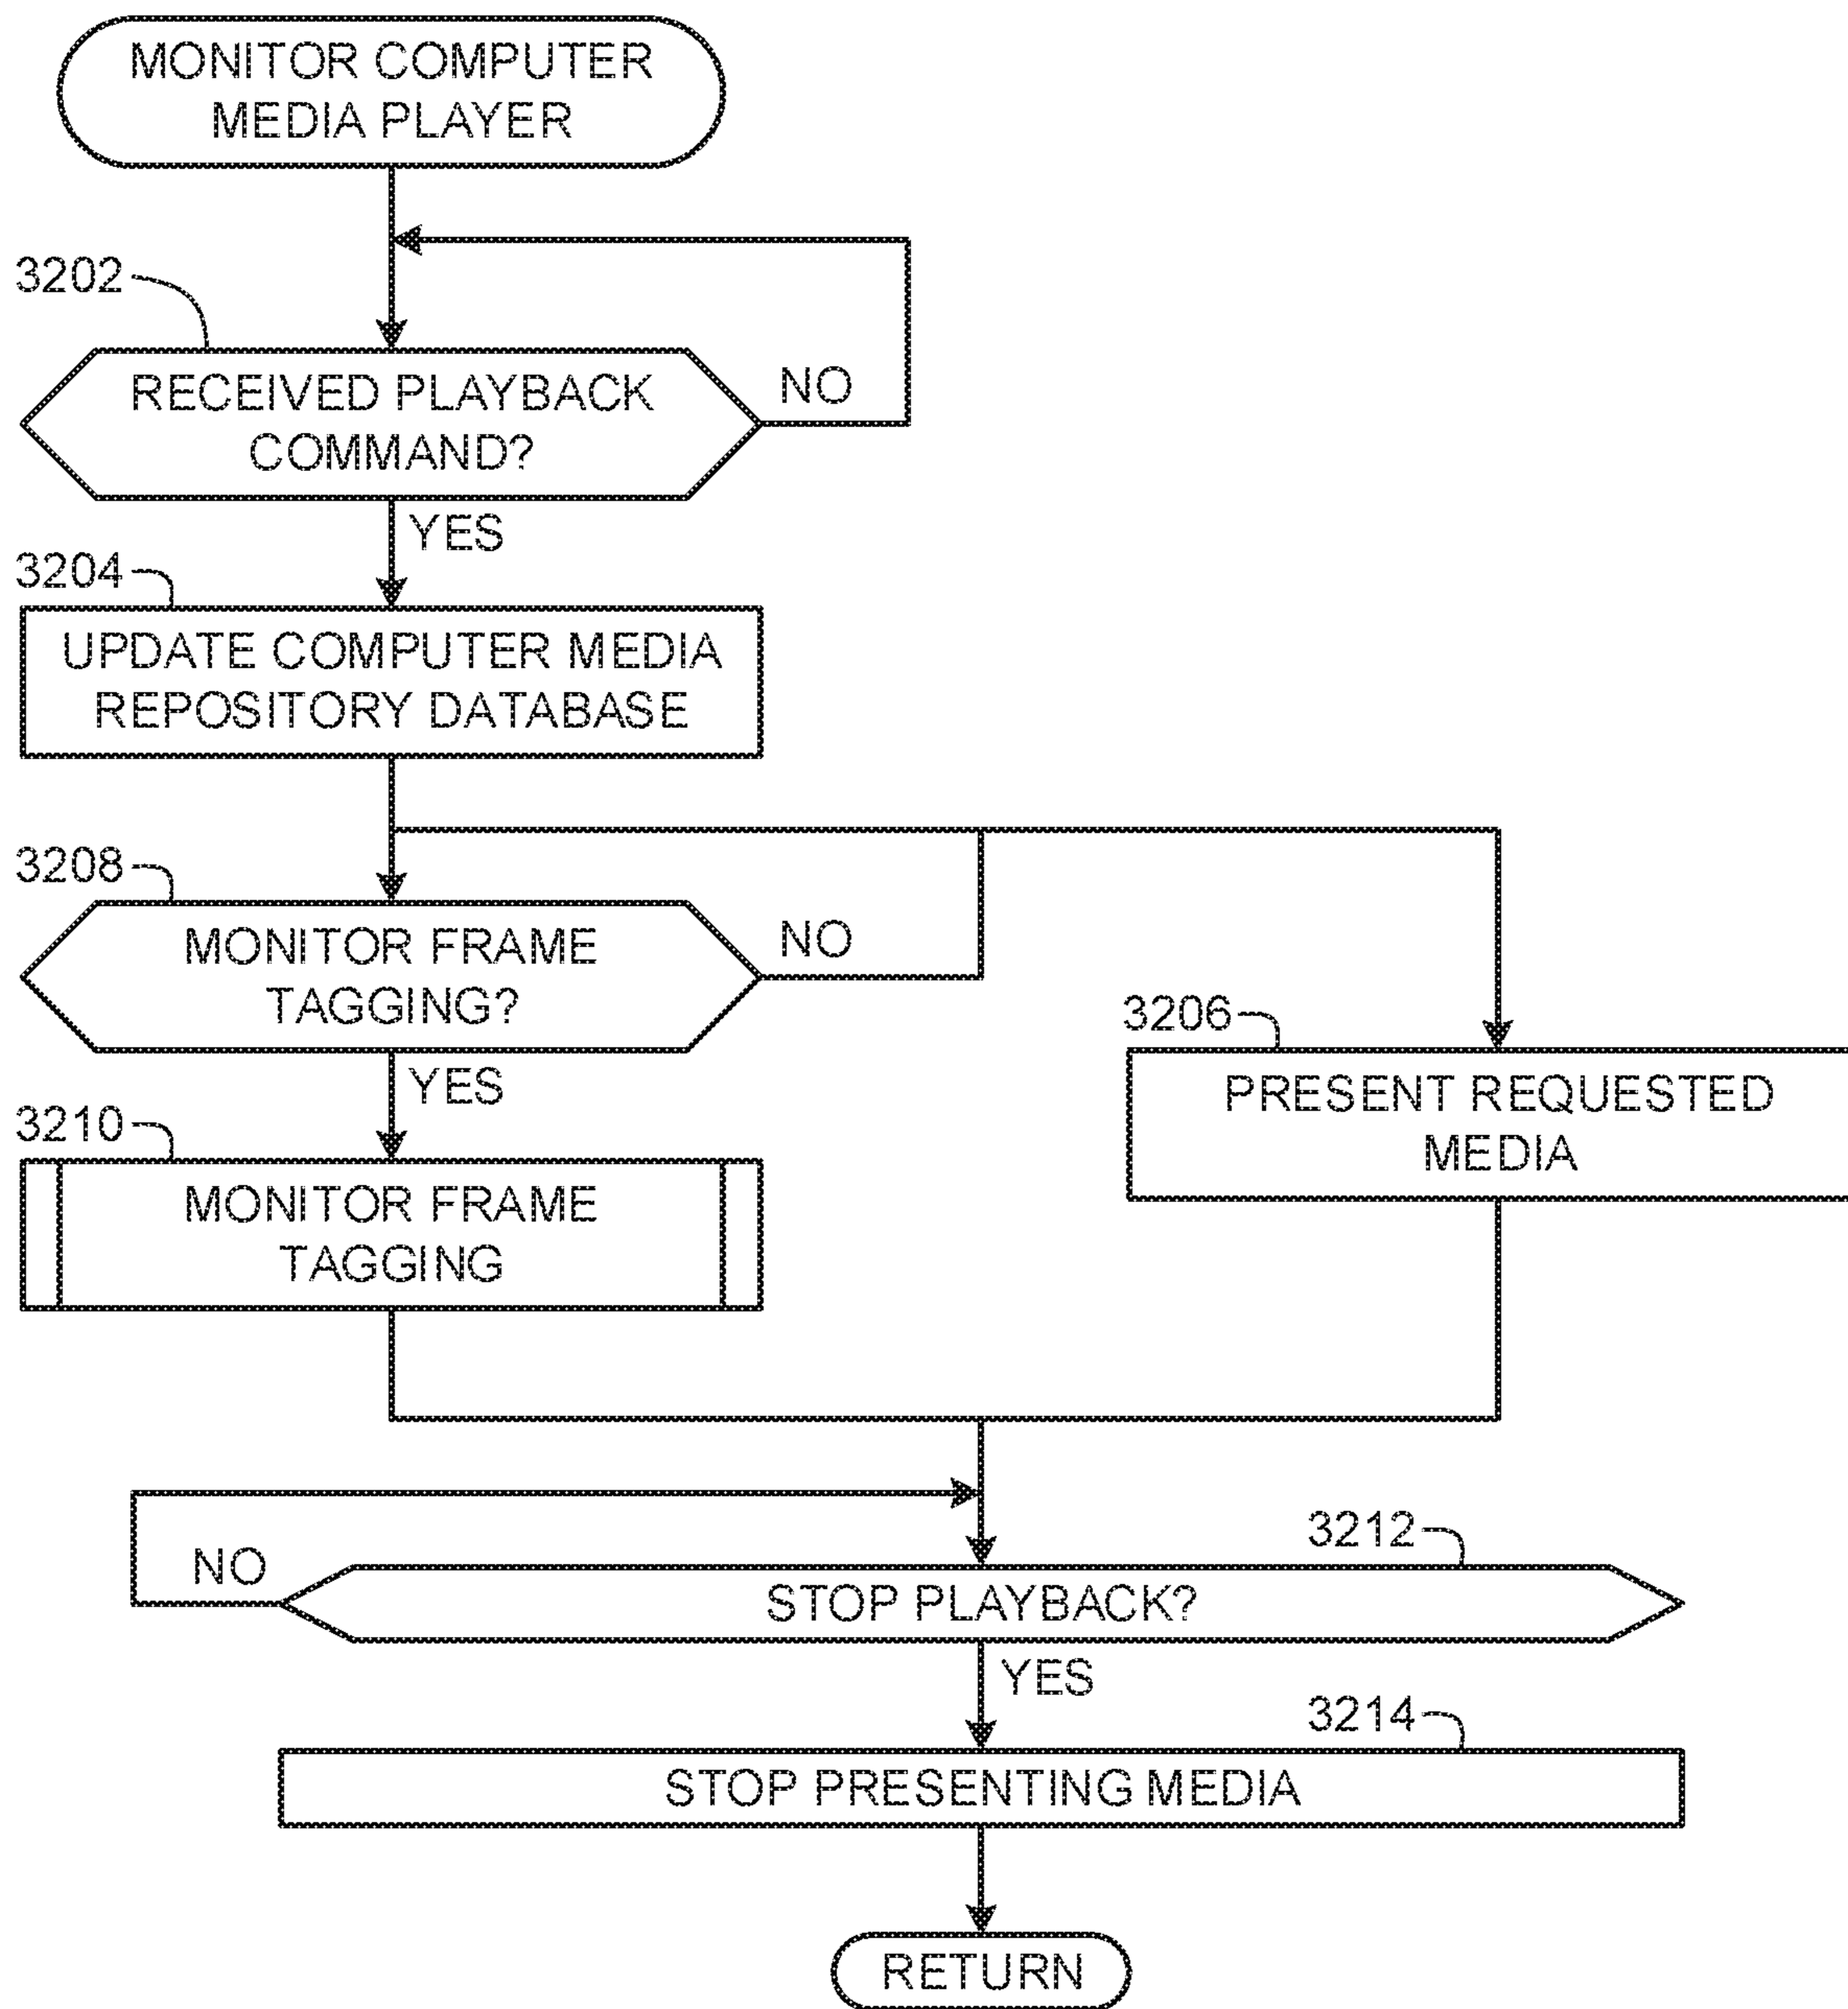 MONITOR COMPUTER
MEDIA PLAYER
3202
RECEIVED PLAYBACK
COMMAND?
NO
YES
3204
UPDATE COMPUTER MEDIA
REPOSITORY DATABASE
3208
MONITOR FRAME
TAGGING?
NO
YES
3206
PRESENT REQUESTED
MEDIA
3210
MONITOR FRAME
TAGGING
3212
NO
STOP PLAYBACK?
YES
3214
STOP PRESENTING MEDIA
RETURN